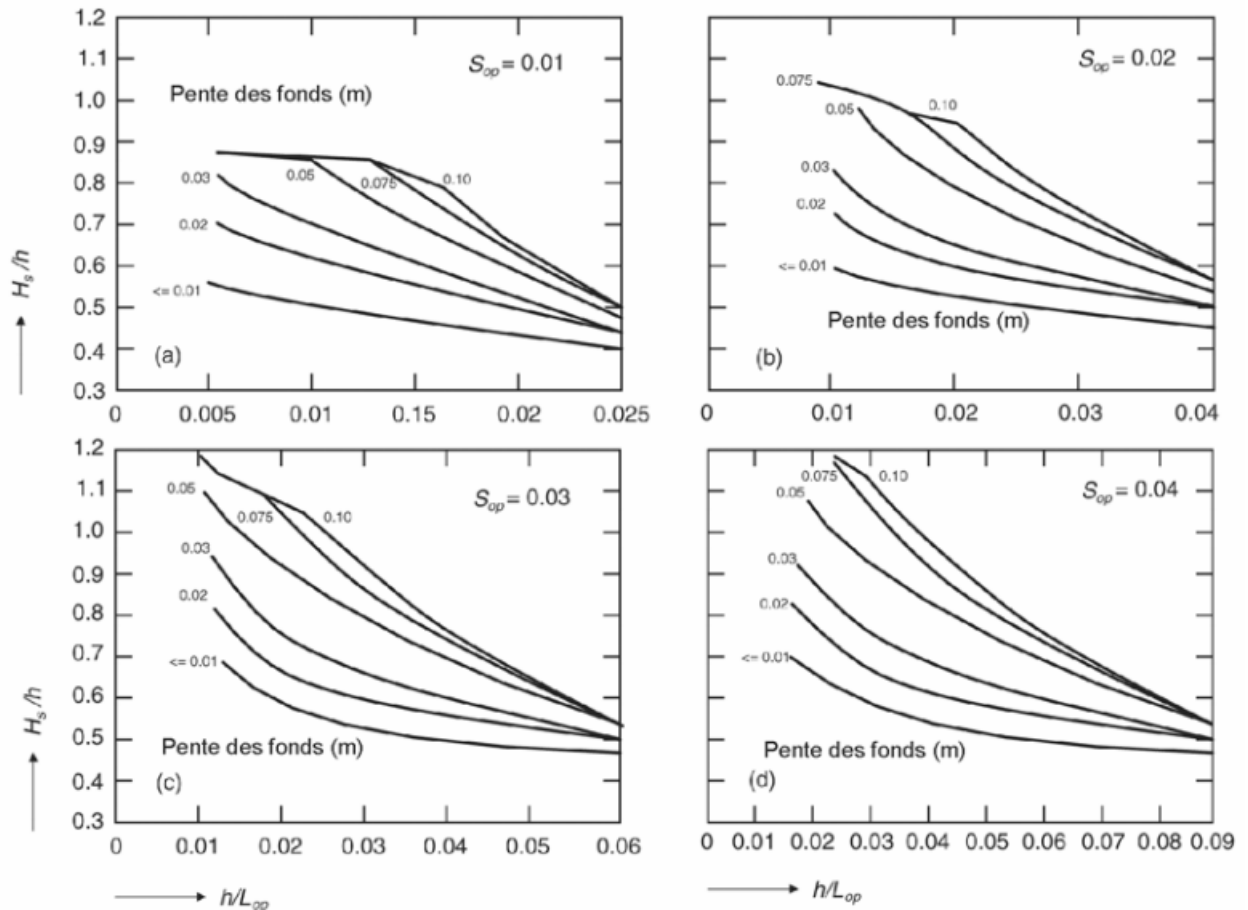 1.2
1.1
1.0
0.9
0.8
0.7
0.6
0.5
0.4
0.3
H_s/h
S_op = 0.01
Pente des fonds (m)
0.05
0.075
0.10
0.03
0.02
<= 0.01
(a)
0 0.005 0.01 0.15 0.02 0.025
S_op = 0.02
0.075
0.10
0.05
0.03
0.02
<= 0.01
Pente des fonds (m)
(b)
0 0.01 0.02 0.03 0.04
1.2
1.1
1.0
0.9
0.8
0.7
0.6
0.5
0.4
0.3
H_s/h
S_op = 0.03
0.05
0.075
0.10
0.03
0.02
<= 0.01
Pente des fonds (m)
(c)
0 0.01 0.02 0.03 0.04 0.05 0.06
h/L_op
S_op = 0.04
0.075
0.10
0.05
0.03
0.02
<= 0.01
Pente des fonds (m)
(d)
0 0.01 0.02 0.03 0.04 0.05 0.06 0.07 0.08 0.09
h/L_op